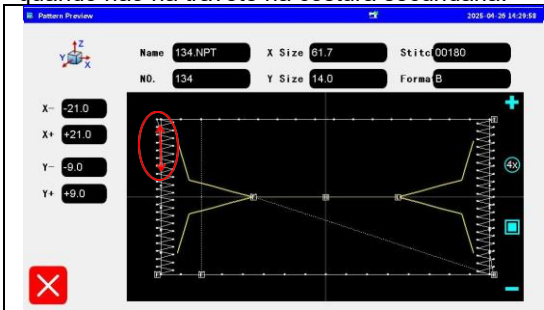 quando não há travete na costura secundária.
Pattern Preview 2025-04-26 14:29:58
Z
Y X
Name 134.NPT X Size 61.7 Stitc 00180
NO. 134 Y Size 14.0 Format B
X- -21.0
X+ +21.0
Y- -9.0
Y+ +9.0
4X